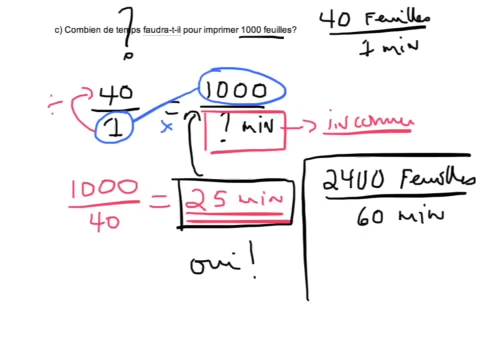 c) Combien de temps faudra-t-il pour imprimer 1000 feuilles?
?
40 Feuilles
1 min
÷ 40 = 1000
1 x ? min → inconnu
1000 = 25 min
40
oui!
2400 Feuilles
60 min